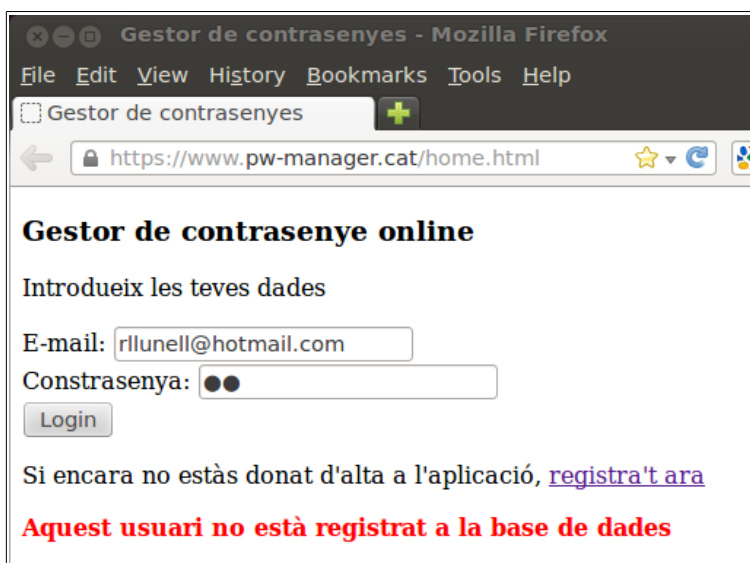 Gestor de contrasenyes - Mozilla Firefox
File Edit View History Bookmarks Tools Help
Gestor de contrasenyes
https://www.pw-manager.cat/home.html
Gestor de contrasenye online
Introdueix les teves dades
E-mail: rllunell@hotmail.com
Constrasenya: ●●
Login
Si encara no estàs donat d'alta a l'aplicació, registra't ara
Aquest usuari no està registrat a la base de dades